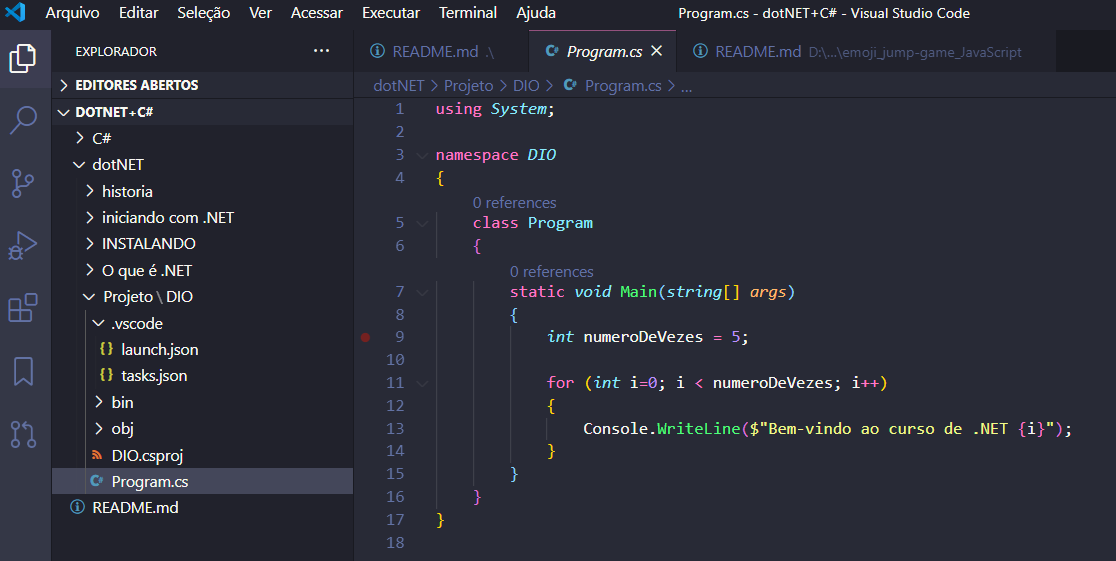 Arquivo Editar Seleção Ver Acessar Executar Terminal Ajuda Program.cs - dotNET+C# - Visual Studio Code
EXPLORADOR ...
EDITORES ABERTOS
DOTNET+C#
C#
dotNET
historia
iniciando com .NET
INSTALANDO
O que é .NET
Projeto\DIO
.vscode
{} launch.json
{} tasks.json
bin
obj
DIO.csproj
C# Program.cs
README.md
README.md .\ C# Program.cs README.md D:\...\emoji_jump-game_JavaScript
dotNET > Projeto > DIO > C# Program.cs > ...
1 using System;
2
3 namespace DIO
4 {
0 references
5 class Program
6 {
0 references
7 static void Main(string[] args)
8 {
9 int numeroDeVezes = 5;
10
11 for (int i=0; i < numeroDeVezes; i++)
12 {
13 Console.WriteLine($"Bem-vindo ao curso de .NET {i}");
14 }
15 }
16 }
17 }
18